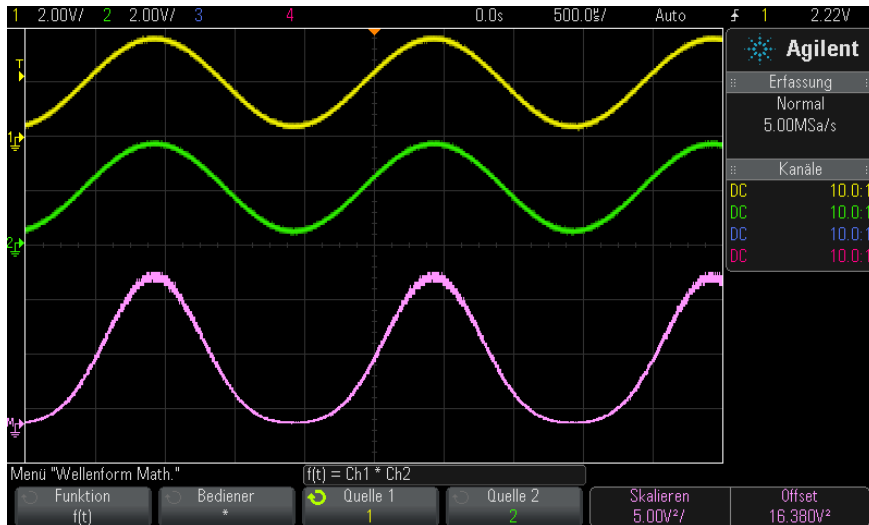 1 2.00V/ 2 2.00V/ 3 4 0.0s 500.0µ/ Auto 1 2.22V
Agilent
Erfassung
Normal
5.00MSa/s
Kanäle
DC 10.0:1
DC 10.0:1
DC 10.0:1
DC 10.0:1
T
1
2
M
Menü "Wellenform Math."
f(t) = Ch1 * Ch2
Funktion
f(t)
Bediener
*
Quelle 1
1
Quelle 2
2
Skalieren
5.00V²/
Offset
16.380V²